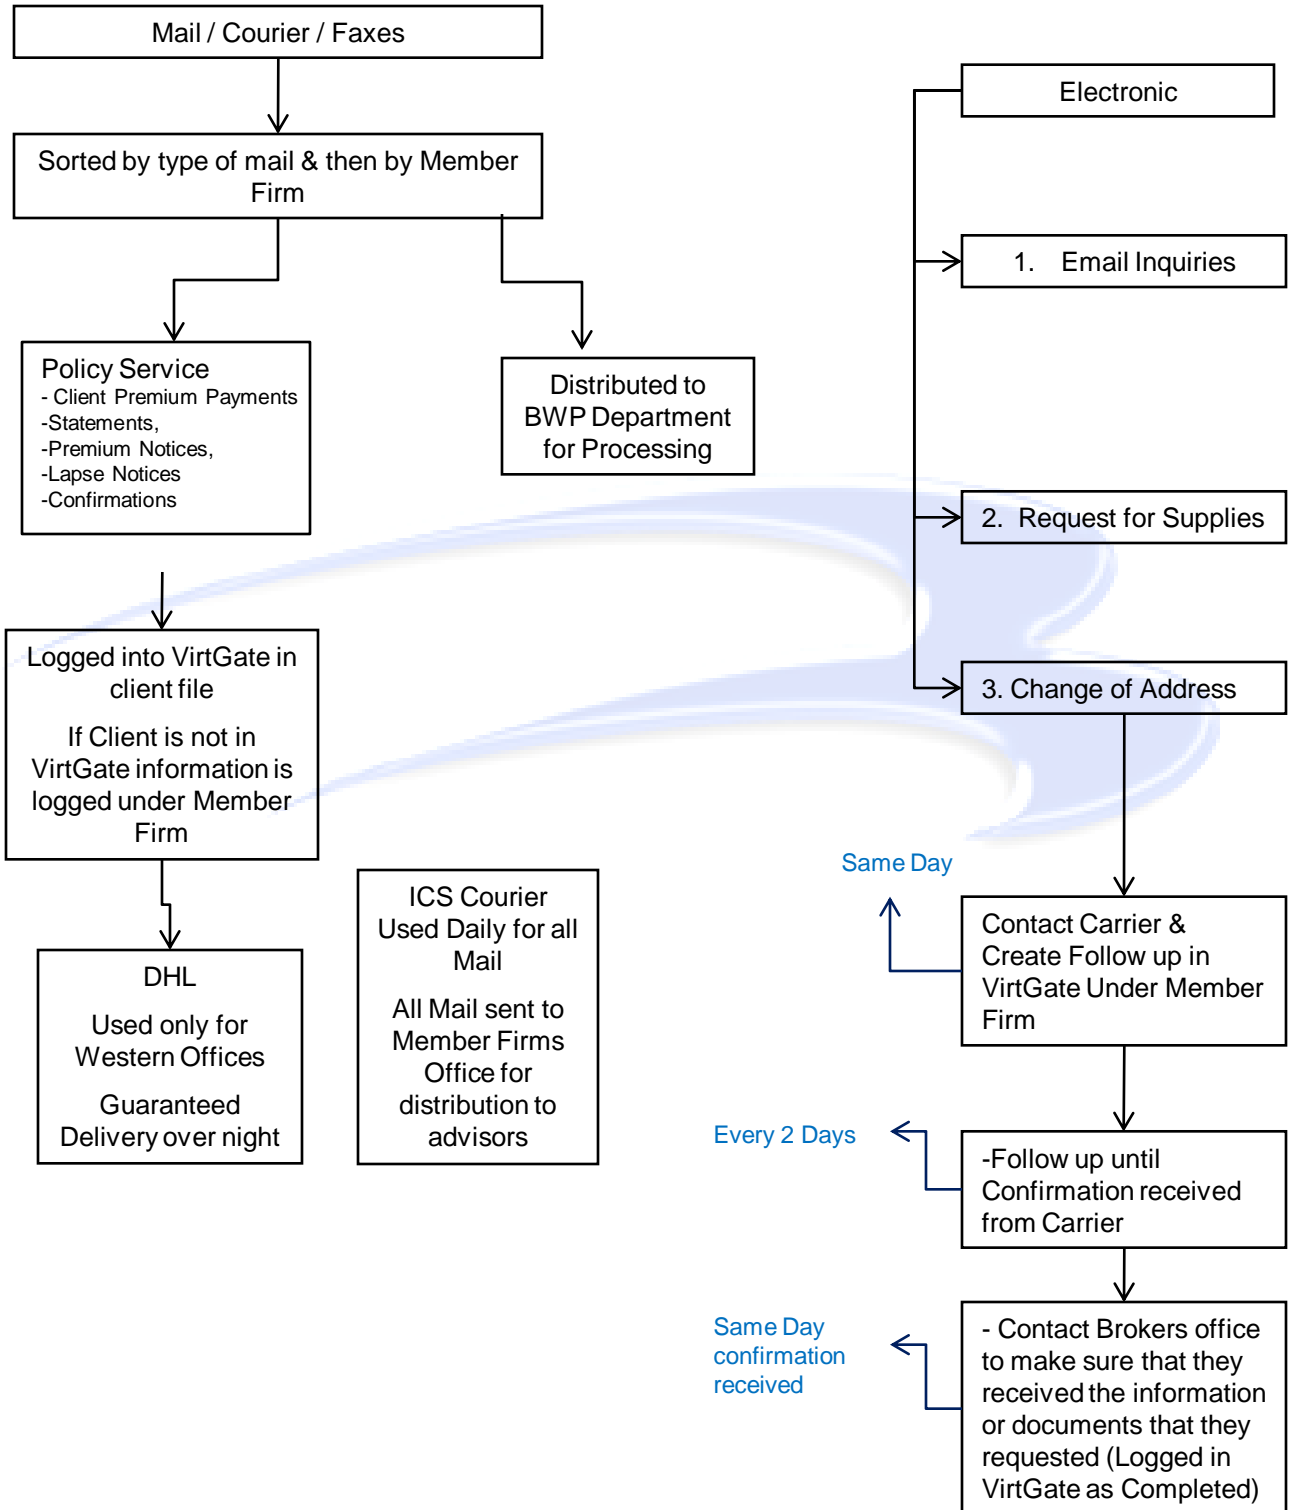 Mail / Courier / Faxes
Sorted by type of mail & then by Member
Firm
Policy Service
- Client Premium Payments
-Statements,
-Premium Notices,
-Lapse Notices
-Confirmations
Distributed to
BWP Department
for Processing
Logged into VirtGate in
client file
If Client is not in
VirtGate information is
logged under Member
Firm
DHL
Used only for
Western Offices
Guaranteed
Delivery over night
ICS Courier
Used Daily for all
Mail
All Mail sent to
Member Firms
Office for
distribution to
advisors
Electronic
1. Email Inquiries
2. Request for Supplies
3. Change of Address
Same Day
Contact Carrier &
Create Follow up in
VirtGate Under Member
Firm
Every 2 Days
-Follow up until
Confirmation received
from Carrier
Same Day
confirmation
received
- Contact Brokers office
to make sure that they
received the information
or documents that they
requested (Logged in
VirtGate as Completed)